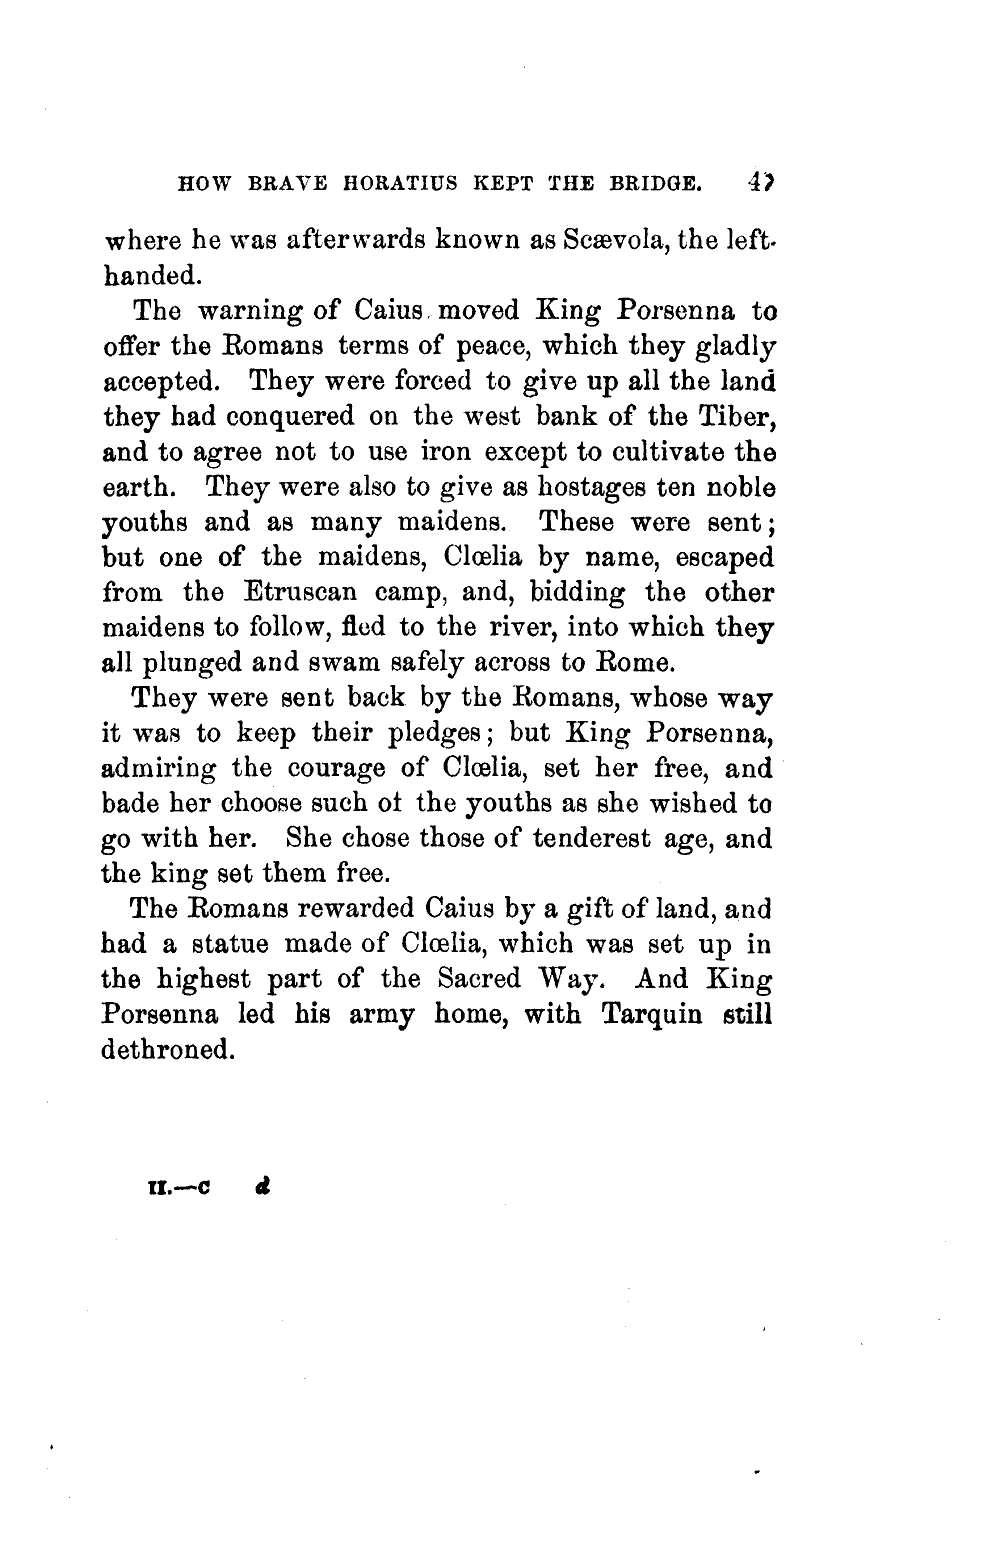 HOW BRAVE HORATIUS KEPT THE BRIDGE.
where he was afterwards known as Scævola, the left-
handed.
The warning of Caius moved King Porsenna to
offer the Romans terms of peace, which they gladly
accepted. They were forced to give up all the land
they had conquered on the west bank of the Tiber,
and to agree not to use iron except to cultivate the
earth. They were also to give as hostages ten noble
youths and as many maidens. These were sent;
but one of the maidens, Clœlia by name, escaped
from the Etruscan camp, and, bidding the other
maidens to follow, fled to the river, into which they
all plunged and swam safely across to Rome.
They were sent back by the Romans, whose way
it was to keep their pledges; but King Porsenna,
admiring the courage of Clœlia, set her free, and
bade her choose such of the youths as she wished to
go with her. She chose those of tenderest age, and
the king set them free.
The Romans rewarded Caius by a gift of land, and
had a statue made of Clœlia, which was set up in
the highest part of the Sacred Way. And King
Porsenna led his army home, with Tarquin still
dethroned.
II.—C d